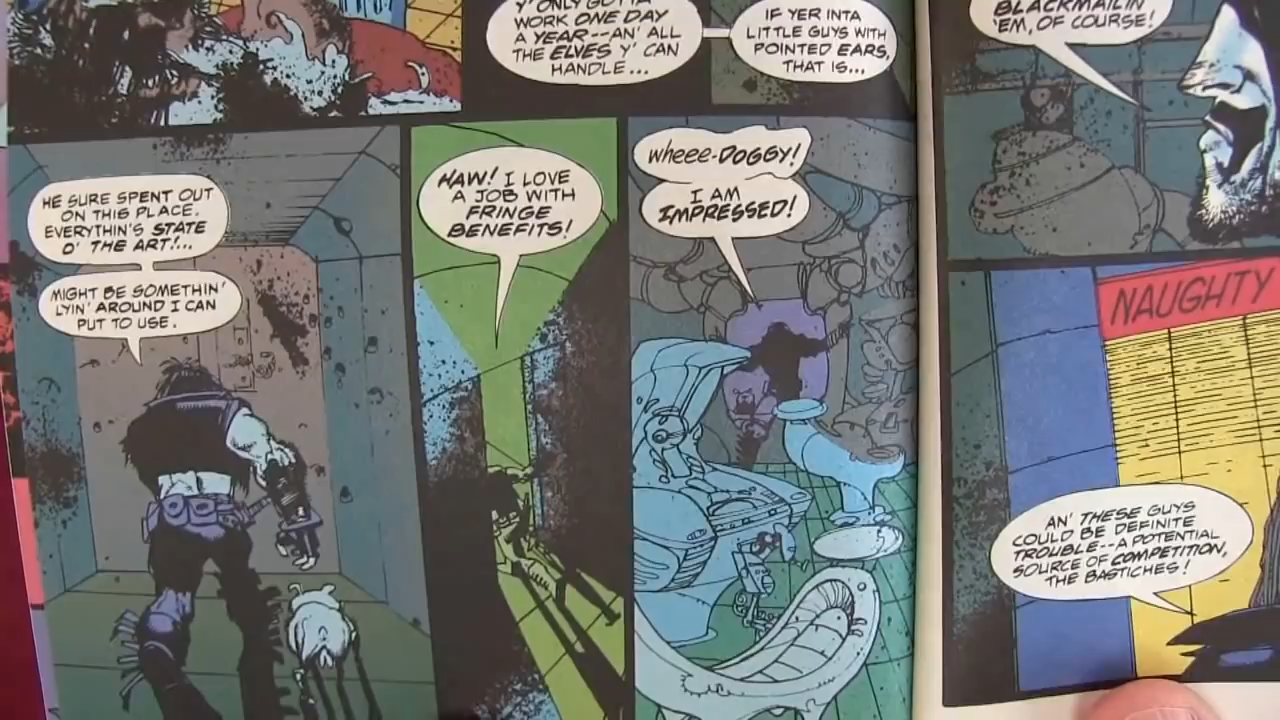 Y' ONLY GOTTA
WORK ONE DAY
A YEAR--AN' ALL
THE ELVES Y' CAN
HANDLE...
IF YER INTA
LITTLE GUYS WITH
POINTED EARS,
THAT IS...
HE SURE SPENT OUT
ON THIS PLACE.
EVERYTHIN'S STATE
O' THE ART!...
MIGHT BE SOMETHIN'
LYIN' AROUND I CAN
PUT TO USE.
HAW! I LOVE
A JOB WITH
FRINGE
BENEFITS!
wheee-DOGGY!
I AM
IMPRESSED!
BLACKMAILIN'
'EM, OF COURSE!
NAUGHTY
AN' THESE GUYS
COULD BE DEFINITE
TROUBLE--A POTENTIAL
SOURCE OF COMPETITION,
THE BASTICHES!